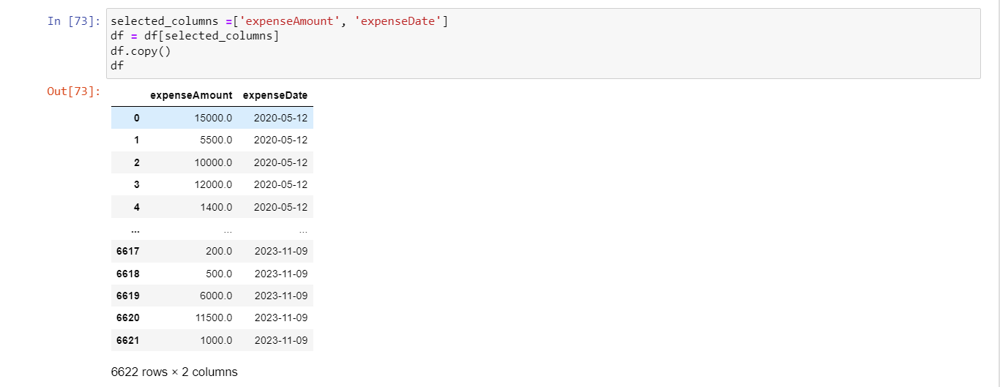 In [73]: selected_columns =['expenseAmount', 'expenseDate']
df = df[selected_columns]
df.copy()
df
Out[73]:
expenseAmount expenseDate
0 15000.0 2020-05-12
1 5500.0 2020-05-12
2 10000.0 2020-05-12
3 12000.0 2020-05-12
4 1400.0 2020-05-12
... ... ...
6617 200.0 2023-11-09
6618 500.0 2023-11-09
6619 6000.0 2023-11-09
6620 11500.0 2023-11-09
6621 1000.0 2023-11-09
6622 rows × 2 columns